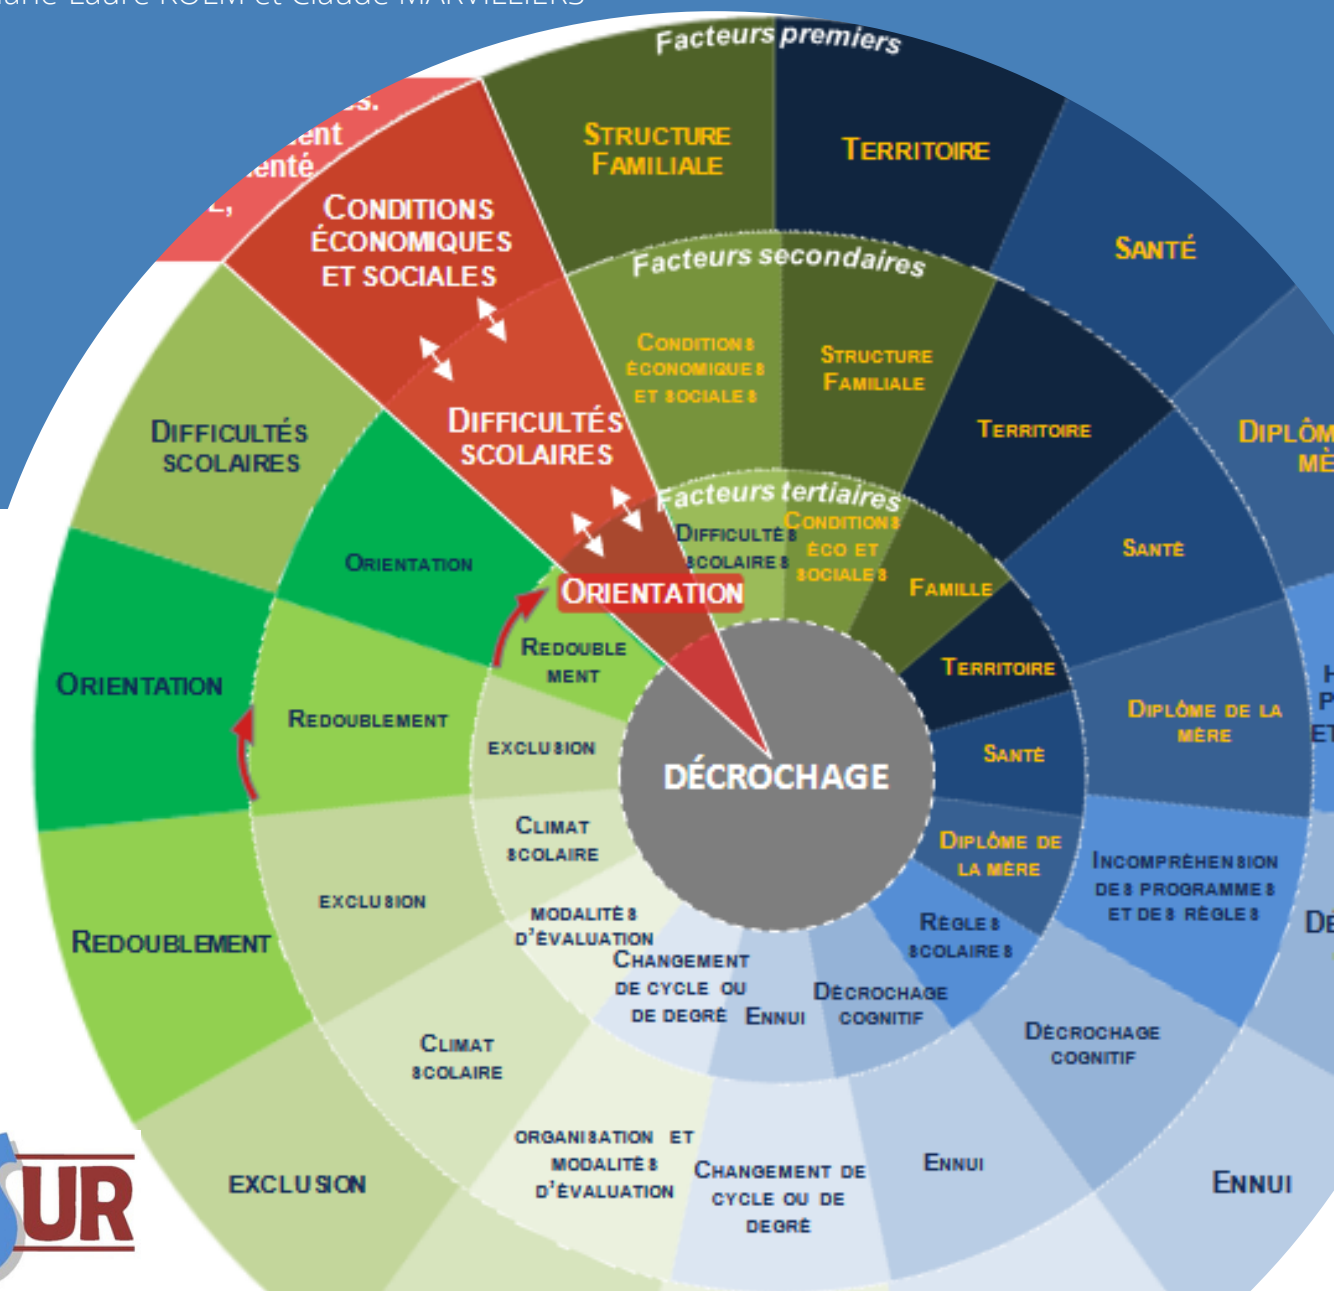 et Claude MARVILLIERS
Facteurs premiers
STRUCTURE
FAMILIALE
TERRITOIRE
SANTÉ
CONDITIONS
ÉCONOMIQUES
ET SOCIALES
Facteurs secondaires
CONDITIONS
ÉCONOMIQUES
ET SOCIALES
STRUCTURE
FAMILIALE
TERRITOIRE
SANTÉ
DIPLÔME DE LA
MÈRE
DIFFICULTÉS
SCOLAIRES
DIFFICULTÉS
SCOLAIRES
Facteurs tertiaires
DIFFICULTÉS
SCOLAIRES
CONDITIONS
ÉCO ET
SOCIALES
FAMILLE
TERRITOIRE
SANTÉ
DIPLÔME DE
LA MÈRE
ORIENTATION
ORIENTATION
REDOUBLE
MENT
ORIENTATION
REDOUBLEMENT
EXCLUSION
DÉCROCHAGE
CLIMAT
SCOLAIRE
INCOMPRÉHENSION
DES PROGRAMMES
ET DES RÈGLES
EXCLUSION
MODALITÉS
D'ÉVALUATION
RÈGLES
SCOLAIRES
REDOUBLEMENT
CHANGEMENT
DE CYCLE OU
DE DEGRÉ
ENNUI
DÉCROCHAGE
COGNITIF
CLIMAT
SCOLAIRE
DÉCROCHAGE
COGNITIF
ORGANISATION ET
MODALITÉS
D'ÉVALUATION
CHANGEMENT DE
CYCLE OU DE
DEGRÉ
ENNUI
EXCLUSION
ENNUI
SUR